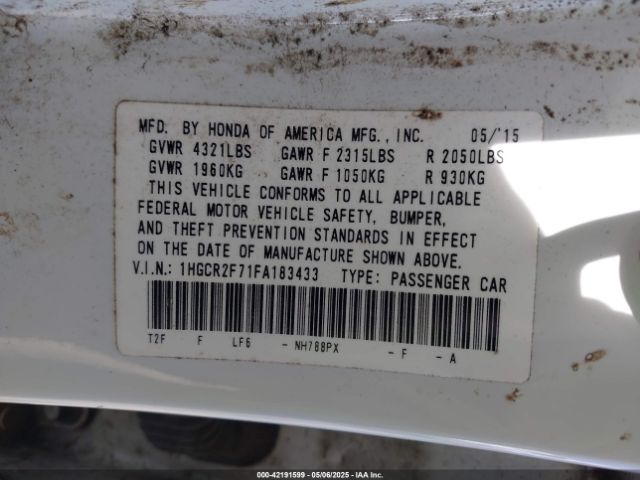 MFD. BY HONDA OF AMERICA MFG., INC. 05/'15
GVWR 4321LBS GAWR F 2315LBS R 2050LBS
GVWR 1960KG GAWR F 1050KG R 930KG
THIS VEHICLE CONFORMS TO ALL APPLICABLE
FEDERAL MOTOR VEHICLE SAFETY, BUMPER,
AND THEFT PREVENTION STANDARDS IN EFFECT
ON THE DATE OF MANUFACTURE SHOWN ABOVE.
V.I.N.: 1HGCR2F71FA183433 TYPE: PASSENGER CAR
T2F F LF6 - NH788PX - F - A
000-42191599 - 05/06/2025 - IAA Inc.